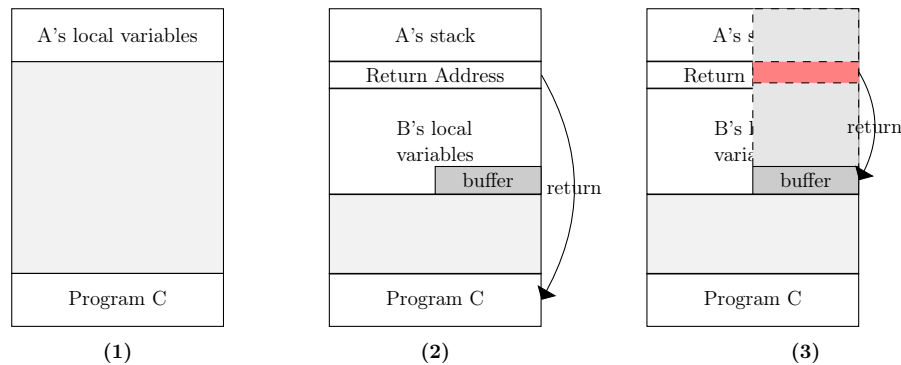 A's local variables
Program C
(1)
A's stack
Return Address
B's local
variables
buffer
return
Program C
(2)
A's s
Return
B's l
varia
buffer
return
Program C
(3)